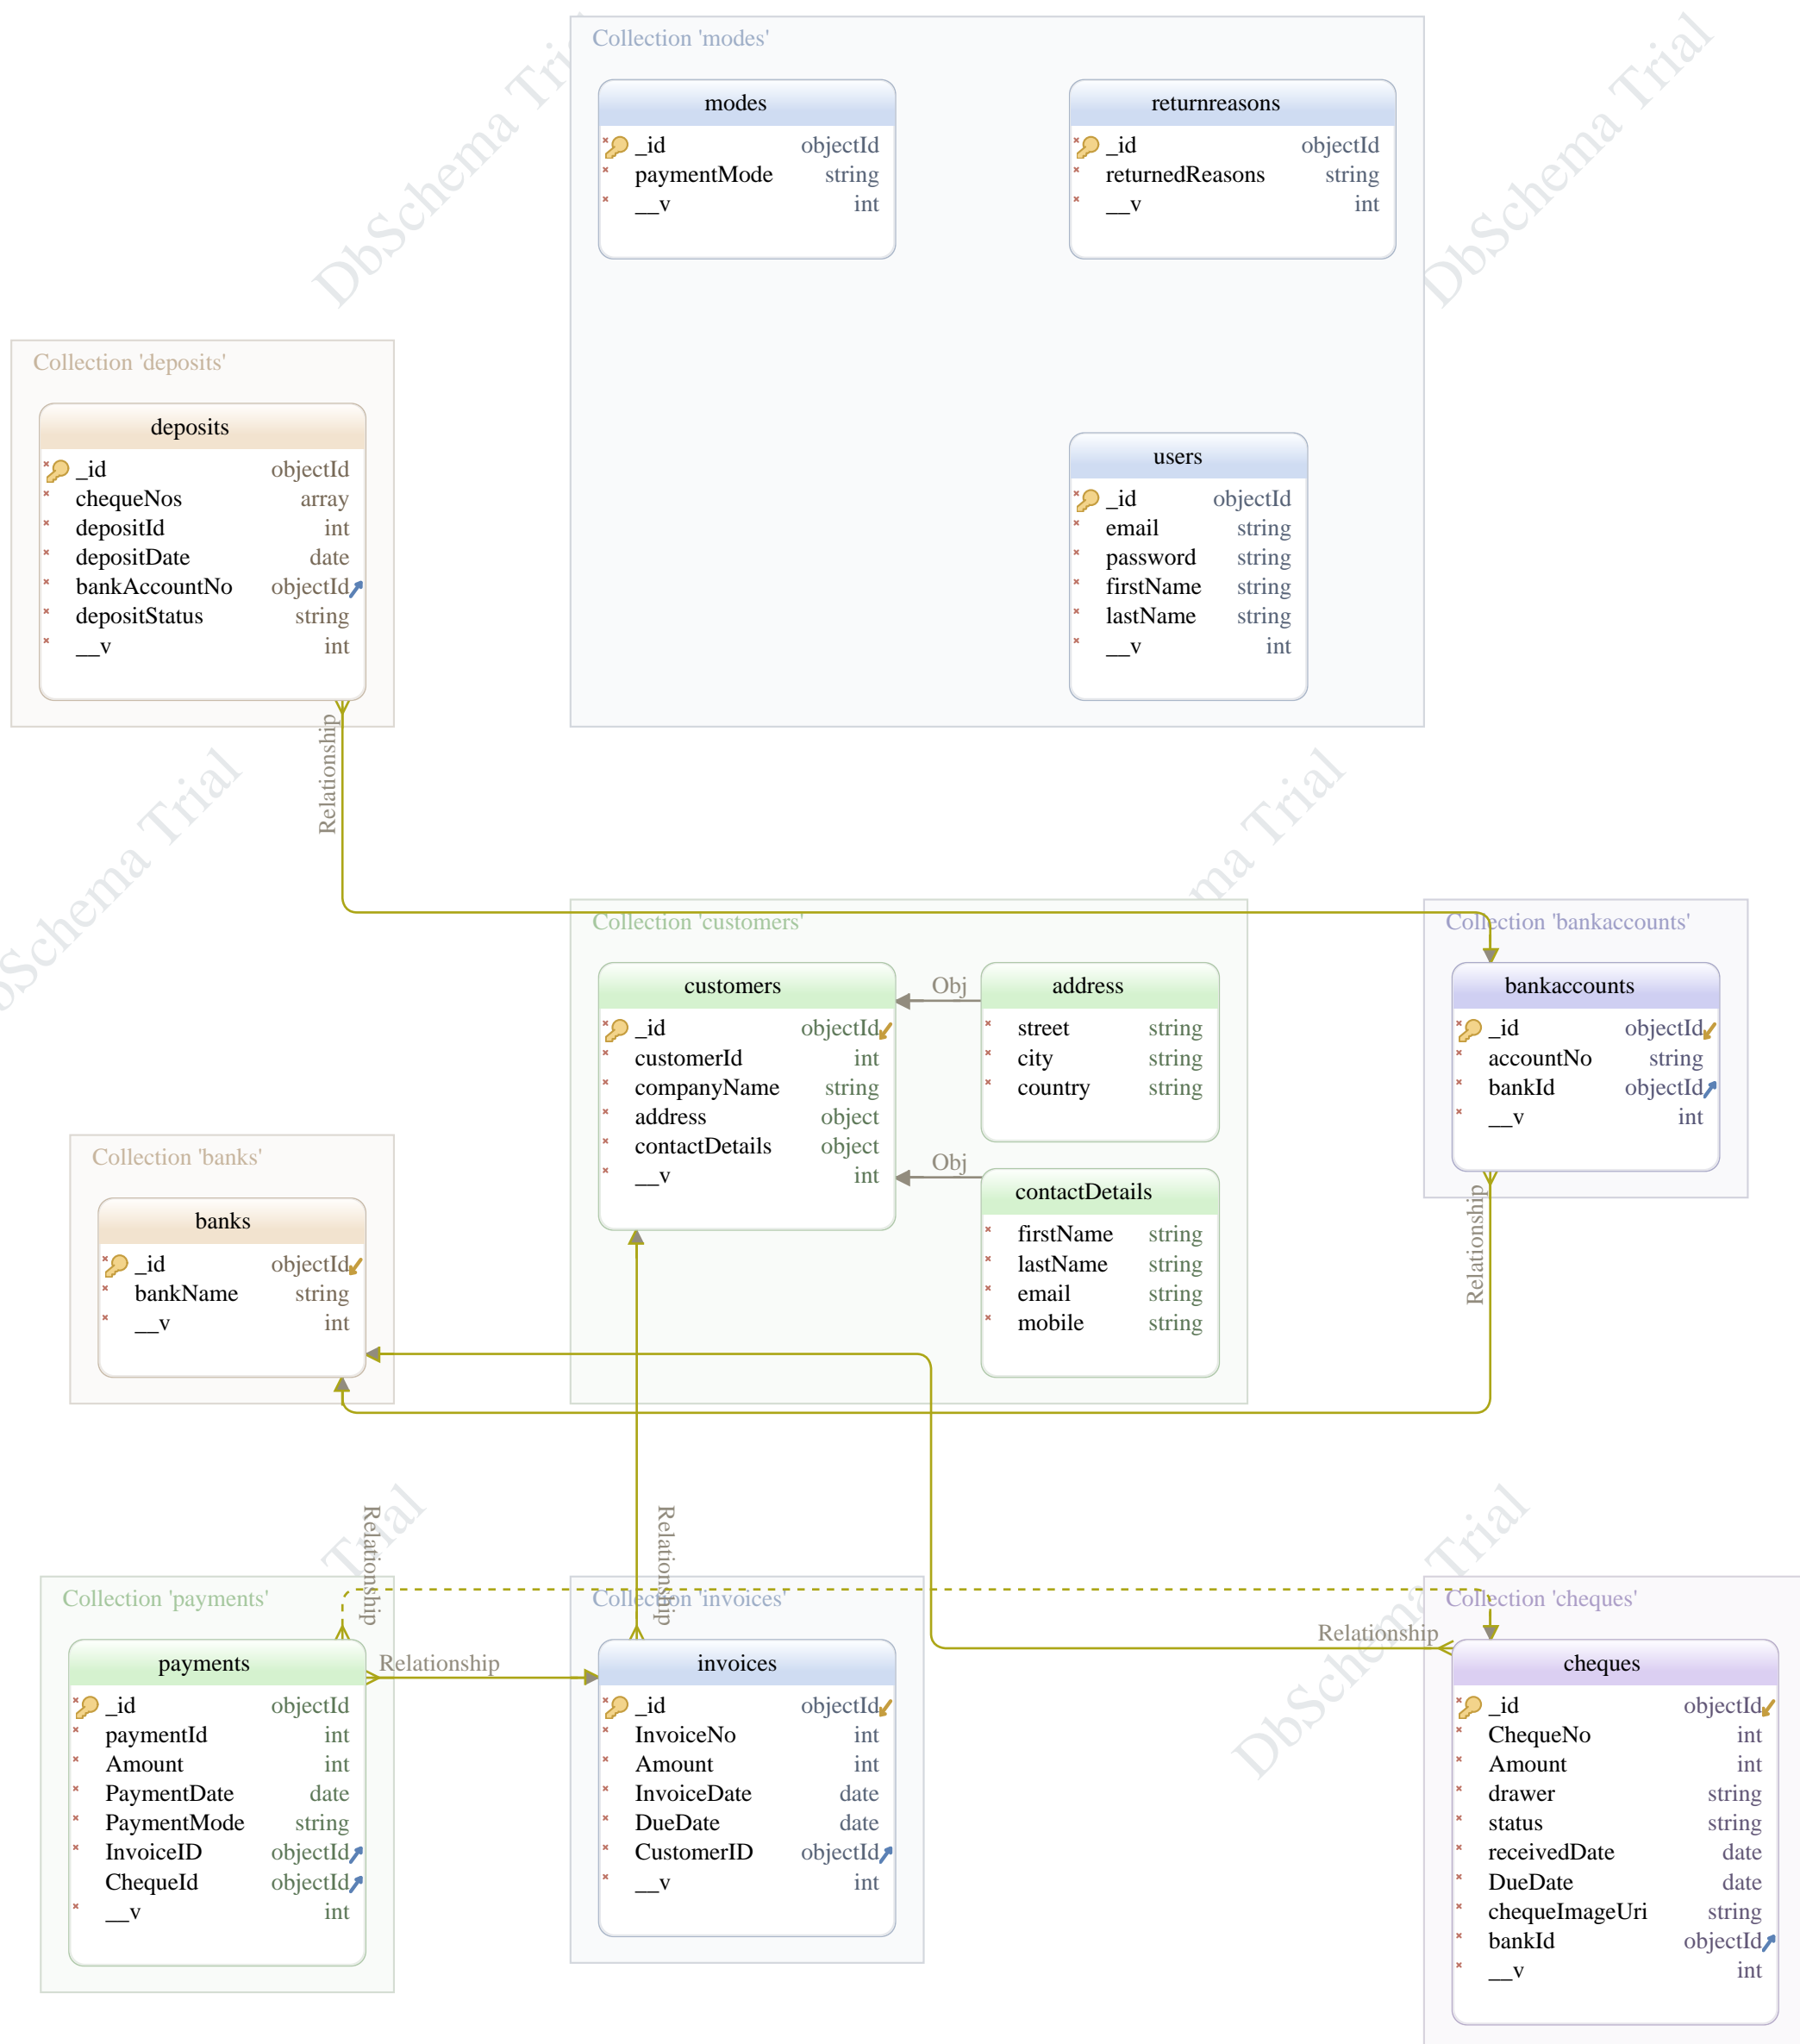 DbSchema Trial
DbSchema Trial
Collection 'modes'
modes
_id objectId
paymentMode string
__v int
returnreasons
_id objectId
returnedReasons string
__v int
Collection 'deposits'
deposits
_id objectId
chequeNos array
depositId int
depositDate date
bankAccountNo objectId
depositStatus string
__v int
users
_id objectId
email string
password string
firstName string
lastName string
__v int
Relationship
Collection 'customers'
customers
_id objectId
customerId int
companyName string
address object
contactDetails object
__v int
Obj
address
street string
city string
country string
Obj
contactDetails
firstName string
lastName string
email string
mobile string
Collection 'bankaccounts'
bankaccounts
_id objectId
accountNo string
bankId objectId
__v int
Relationship
Collection 'banks'
banks
_id objectId
bankName string
__v int
Relationship
Relationship
Collection 'payments'
payments
_id objectId
paymentId int
Amount int
PaymentDate date
PaymentMode string
InvoiceID objectId
ChequeId objectId
__v int
Relationship
Collection 'invoices'
invoices
_id objectId
InvoiceNo int
Amount int
InvoiceDate date
DueDate date
CustomerID objectId
__v int
DbSchema Trial
Relationship
Collection 'cheques'
cheques
_id objectId
ChequeNo int
Amount int
drawer string
status string
receivedDate date
DueDate date
chequeImageUri string
bankId objectId
__v int